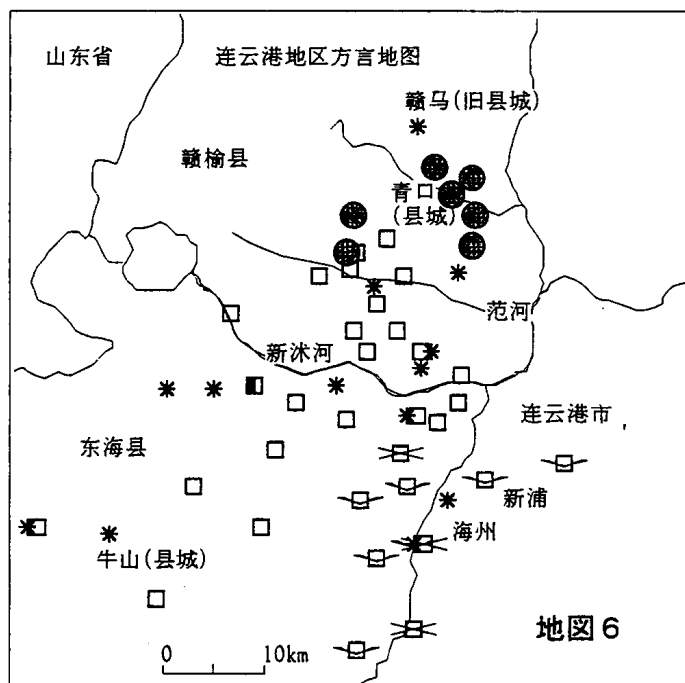 山东省
连云港地区方言地图
赣马(旧县城)
赣榆县
青
(县城)
范河
新沭河
连云港市
东海县
新浦
海州
牛山(县城)
地図6
0 10km